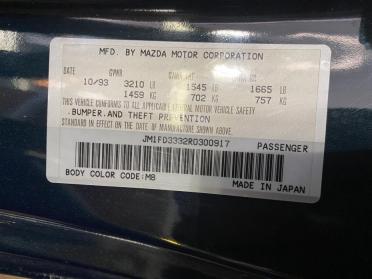 MFD. BY MAZDA MOTOR CORPORATION
DATE GVWR
10/93 3210 LB 1545 LB 1665 LB
1459 KG 702 KG 757 KG
THIS VEHICLE CONFORMS TO ALL APPLICABLE FEDERAL MOTOR VEHICLE SAFETY
BUMPER, AND THEFT PREVENTION
STANDARD IN EFFECT ON THE DATE OF MANUFACTURE SHOWN ABOVE.
JM1FD3332R0300917 PASSENGER
BODY COLOR CODE: M8 MADE IN JAPAN